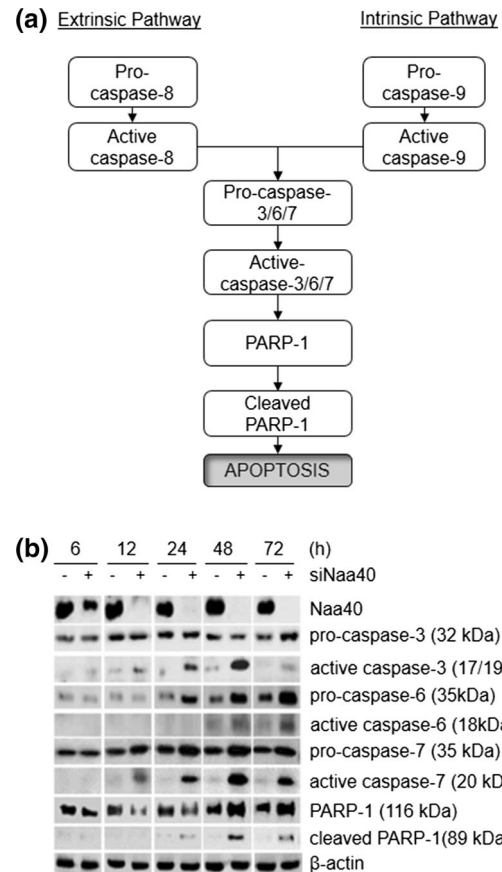 (a) Extrinsic Pathway Intrinsic Pathway
Pro-
caspase-8
Pro-
caspase-9
Active
caspase-8
Active
caspase-9
Pro-caspase-
3/6/7
Active-
caspase-3/6/7
PARP-1
Cleaved
PARP-1
APOPTOSIS
(b) 6 12 24 48 72 (h)
- + - + - + - + - + siNaa40
Naa40
pro-caspase-3 (32 kDa)
active caspase-3 (17/19
pro-caspase-6 (35kDa)
active caspase-6 (18kDa
pro-caspase-7 (35 kDa)
active caspase-7 (20 kD
PARP-1 (116 kDa)
cleaved PARP-1(89 kDa
β-actin